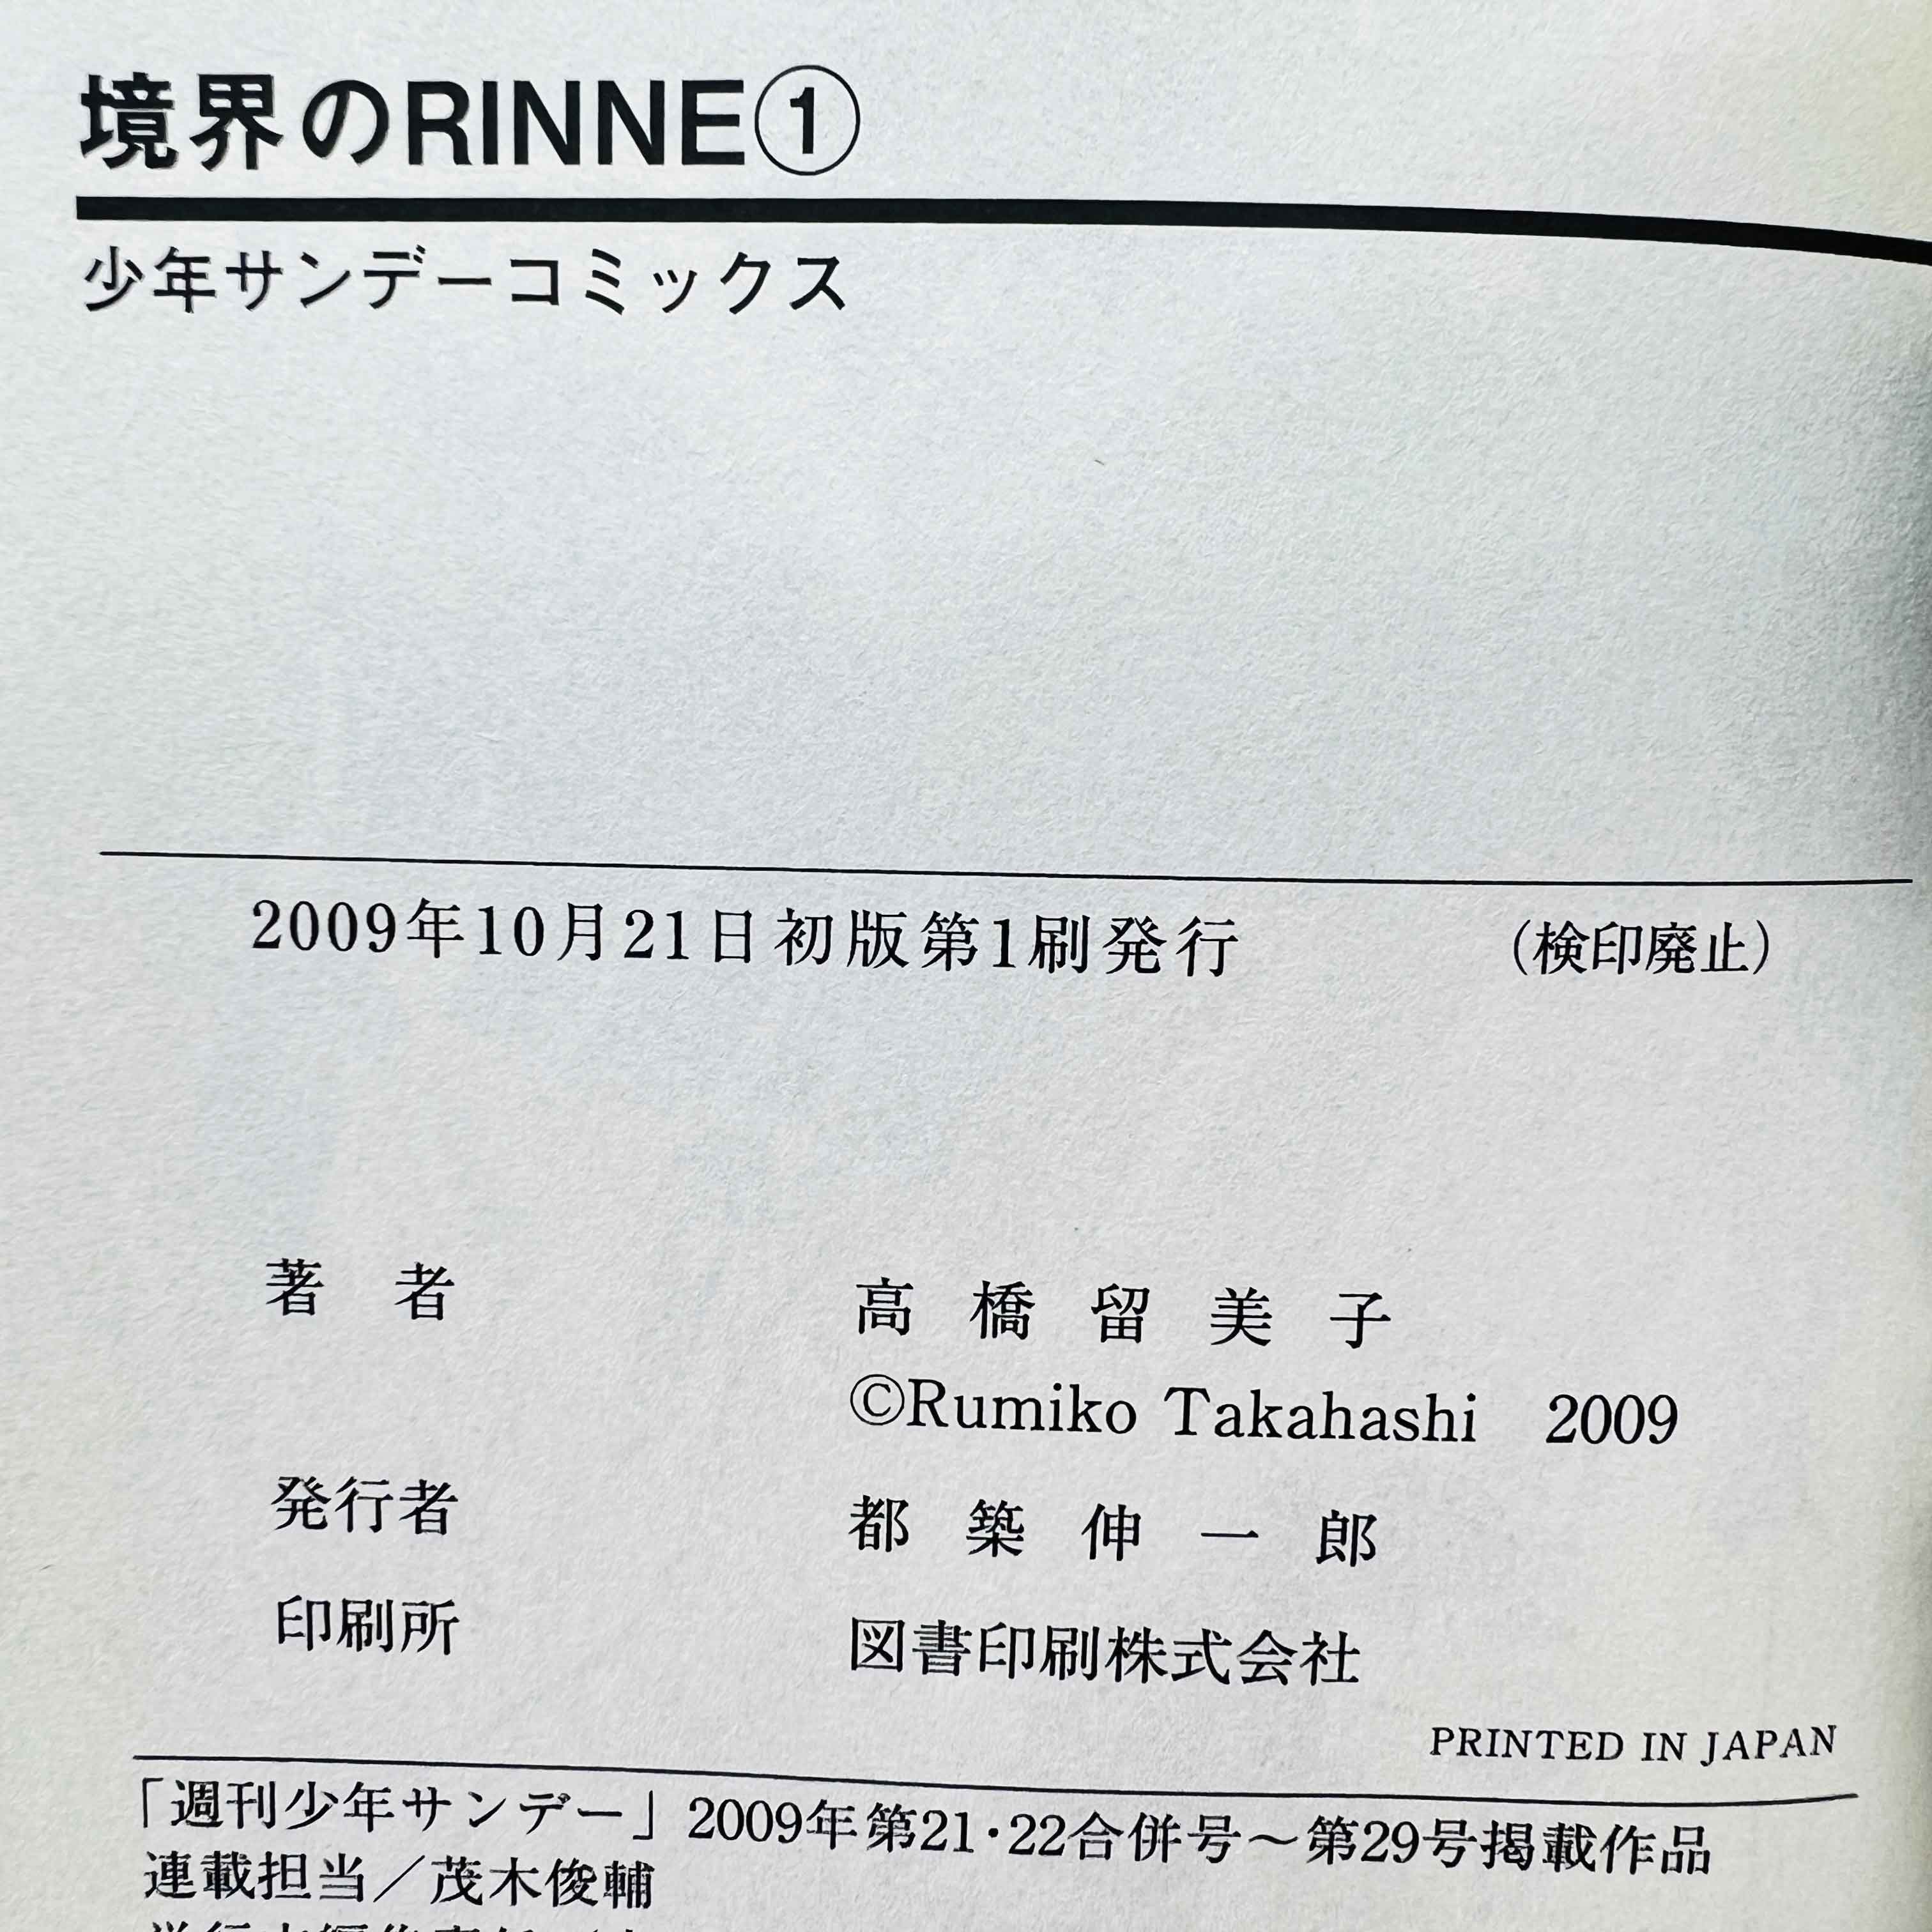 境界のRINNE①
少年サンデーコミックス
2009年10月21日初版第1刷発行 (検印廃止)
著 者 高橋留美子
©Rumiko Takahashi 2009
発行者 都築伸一郎
印刷所 図書印刷株式会社
PRINTED IN JAPAN
「週刊少年サンデー」2009年第21・22合併号～第29号掲載作品
連載担当／茂木俊輔